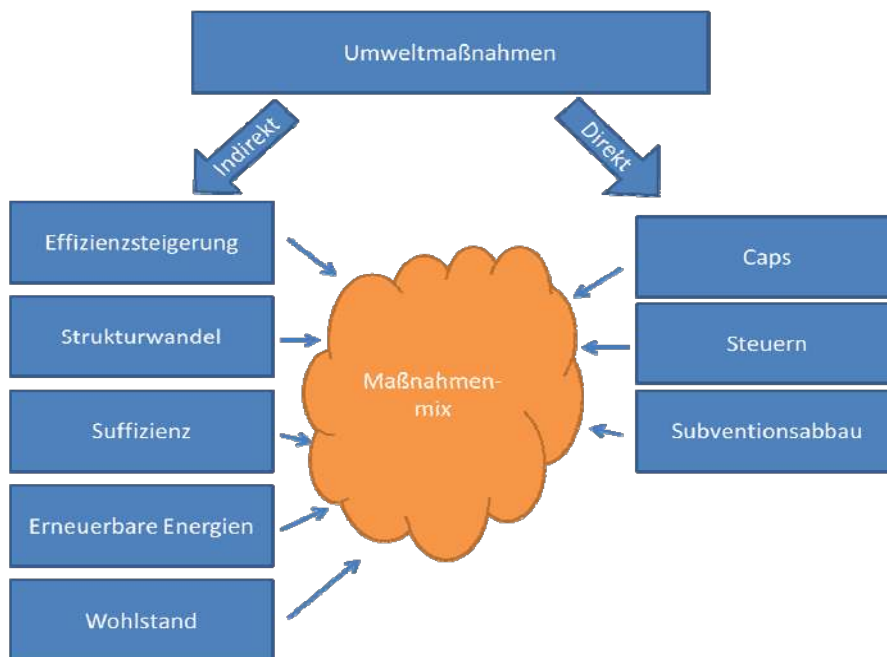 Umweltmaßnahmen
Indirekt
Direkt
Effizienzsteigerung
Strukturwandel
Suffizienz
Erneuerbare Energien
Wohlstand
Maßnahmen-
mix
Caps
Steuern
Subventionsabbau